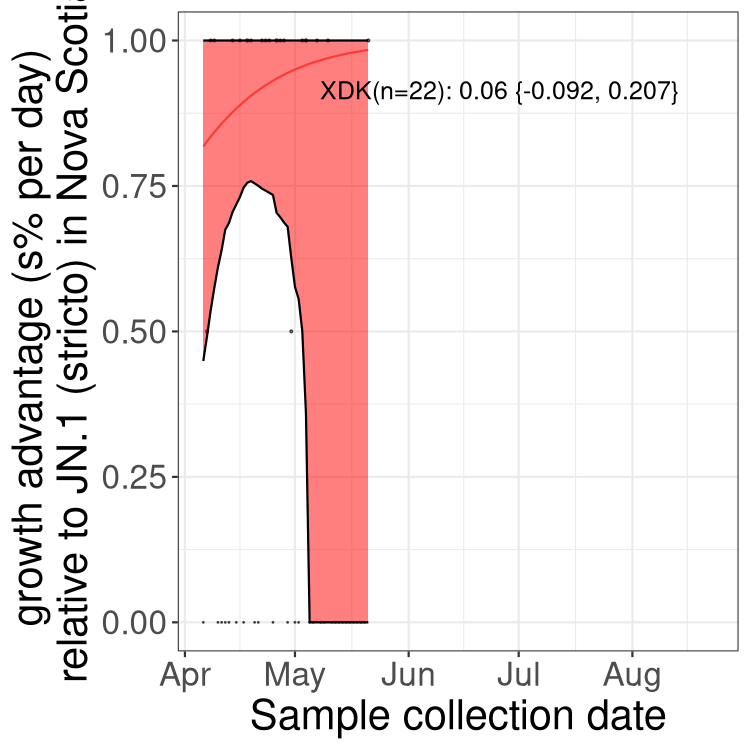 growth advantage (s% per day)
relative to JN.1 (stricto) in Nova Scotia
1.00
0.75
0.50
0.25
0.00
XDK(n=22): 0.06 {-0.092, 0.207}
Apr May Jun Jul Aug
Sample collection date